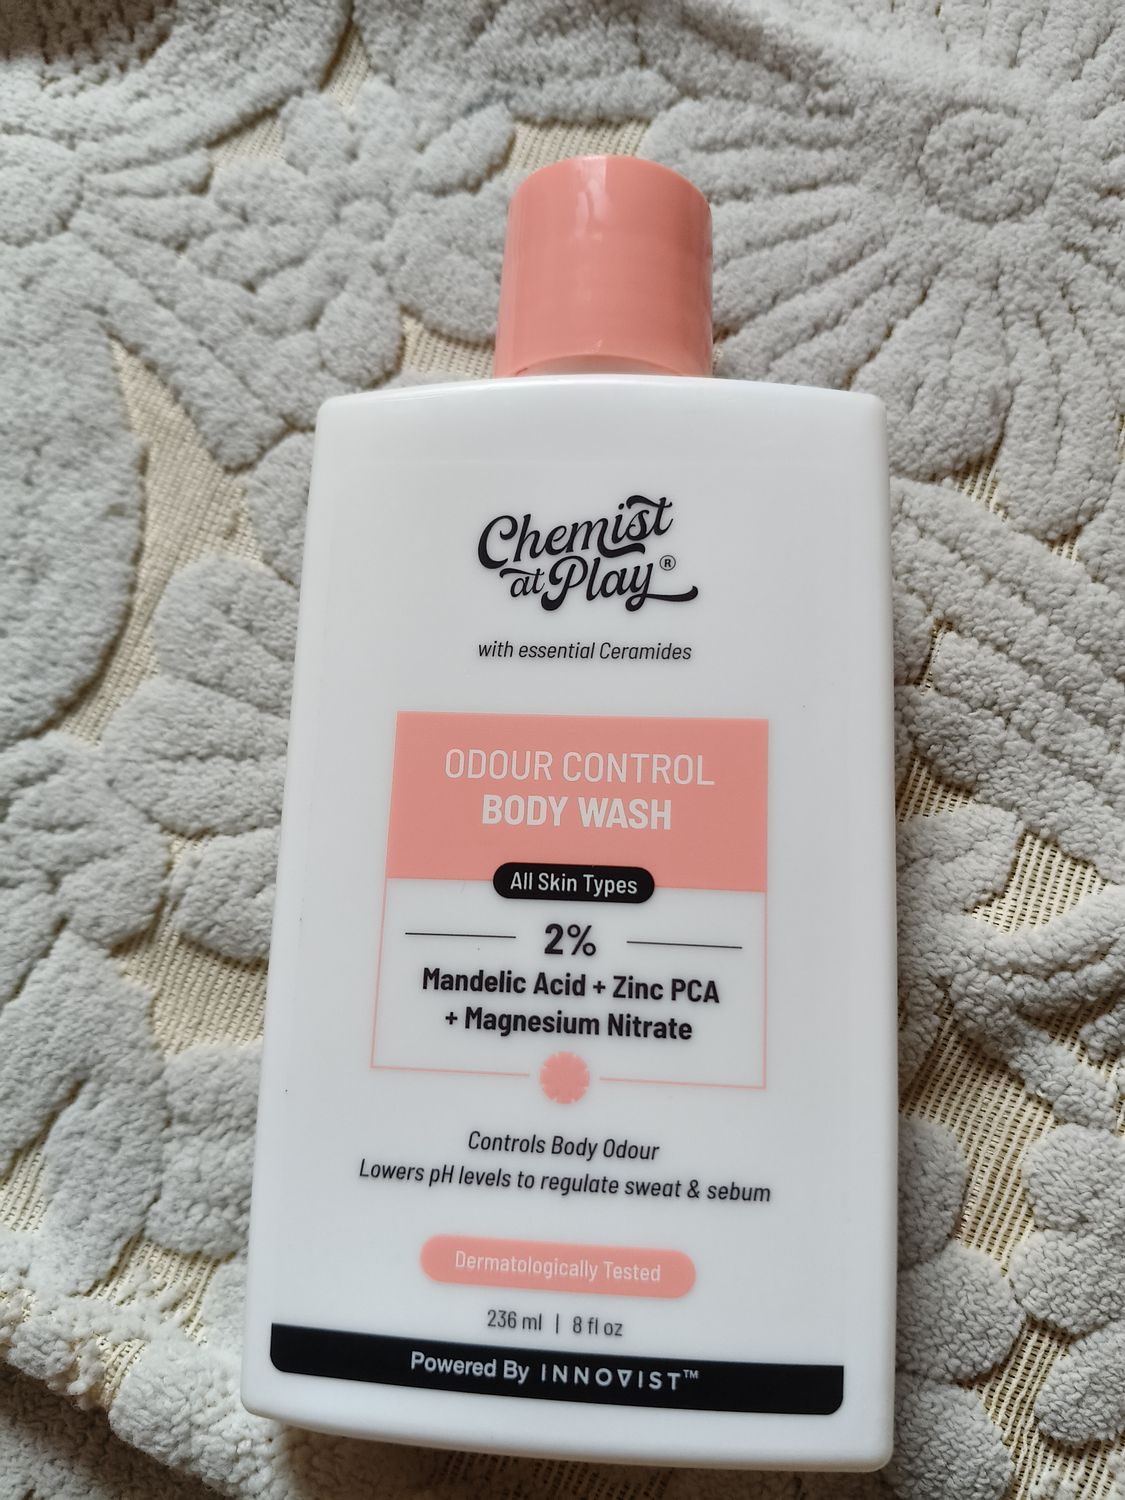 Chemist
at Play®
with essential Ceramides
ODOUR CONTROL
BODY WASH
All Skin Types
2%
Mandelic Acid + Zinc PCA
+ Magnesium Nitrate
Controls Body Odour
Lowers pH levels to regulate sweat & sebum
Dermatologically Tested
236 ml | 8 fl oz
Powered By INNOVIST™